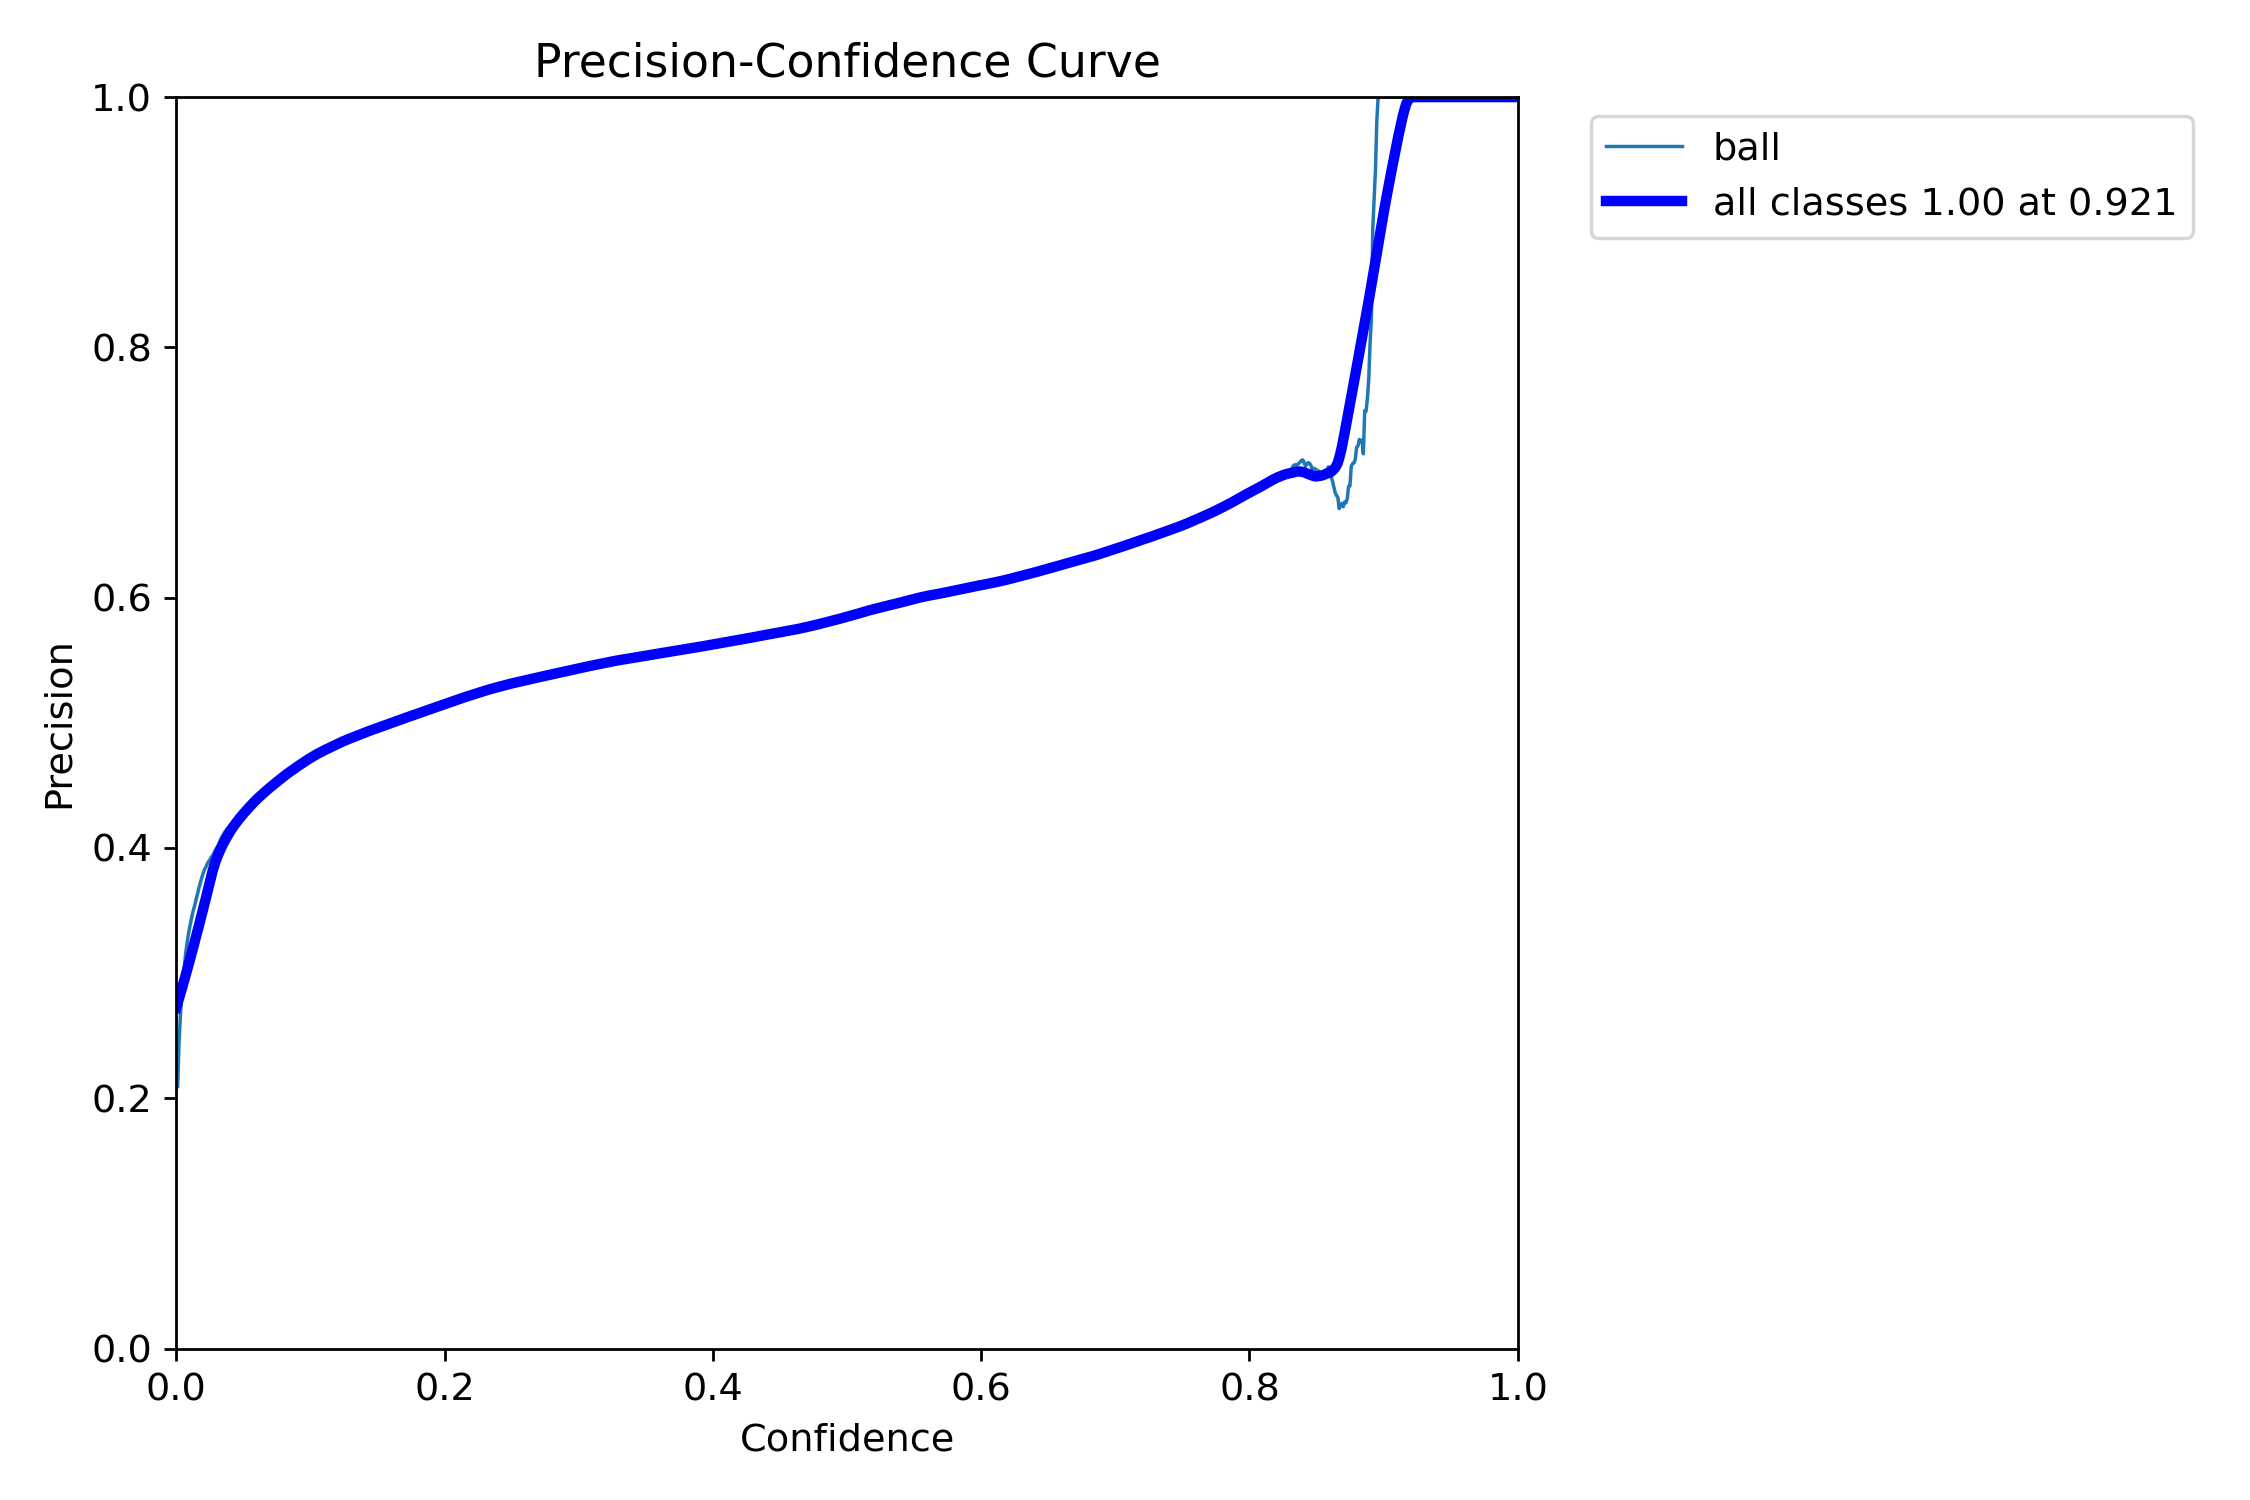 Precision-Confidence Curve
1.0
0.8
0.6
0.4
0.2
0.0
Precision
0.0 0.2 0.4 0.6 0.8 1.0
Confidence
ball
all classes 1.00 at 0.921